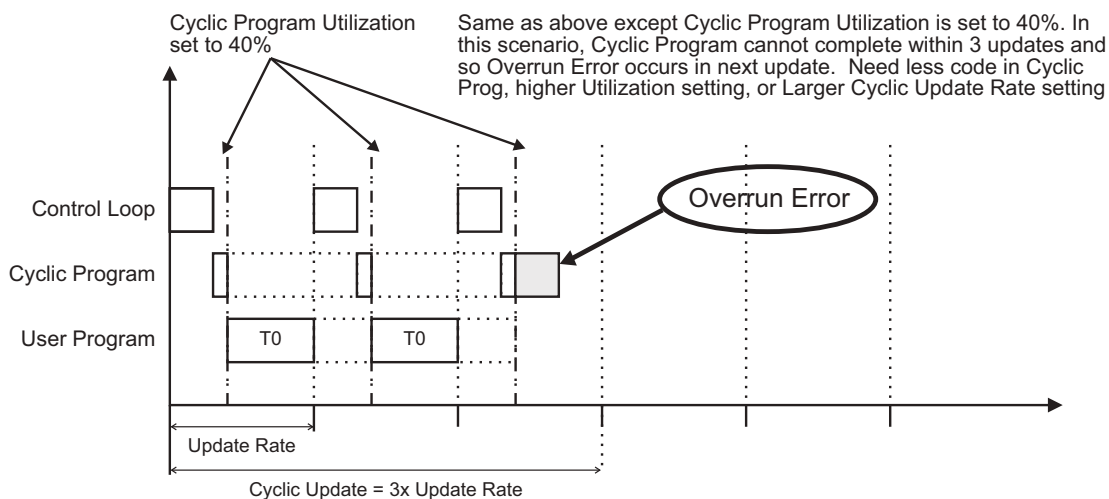 Cyclic Program Utilization
set to 40%
Same as above except Cyclic Program Utilization is set to 40%. In
this scenario, Cyclic Program cannot complete within 3 updates and
so Overrun Error occurs in next update.  Need less code in Cyclic
Prog, higher Utilization setting, or Larger Cyclic Update Rate setting
Control Loop
Overrun Error
Cyclic Program
User Program
T0
T0
Update Rate
Cyclic Update = 3x Update Rate